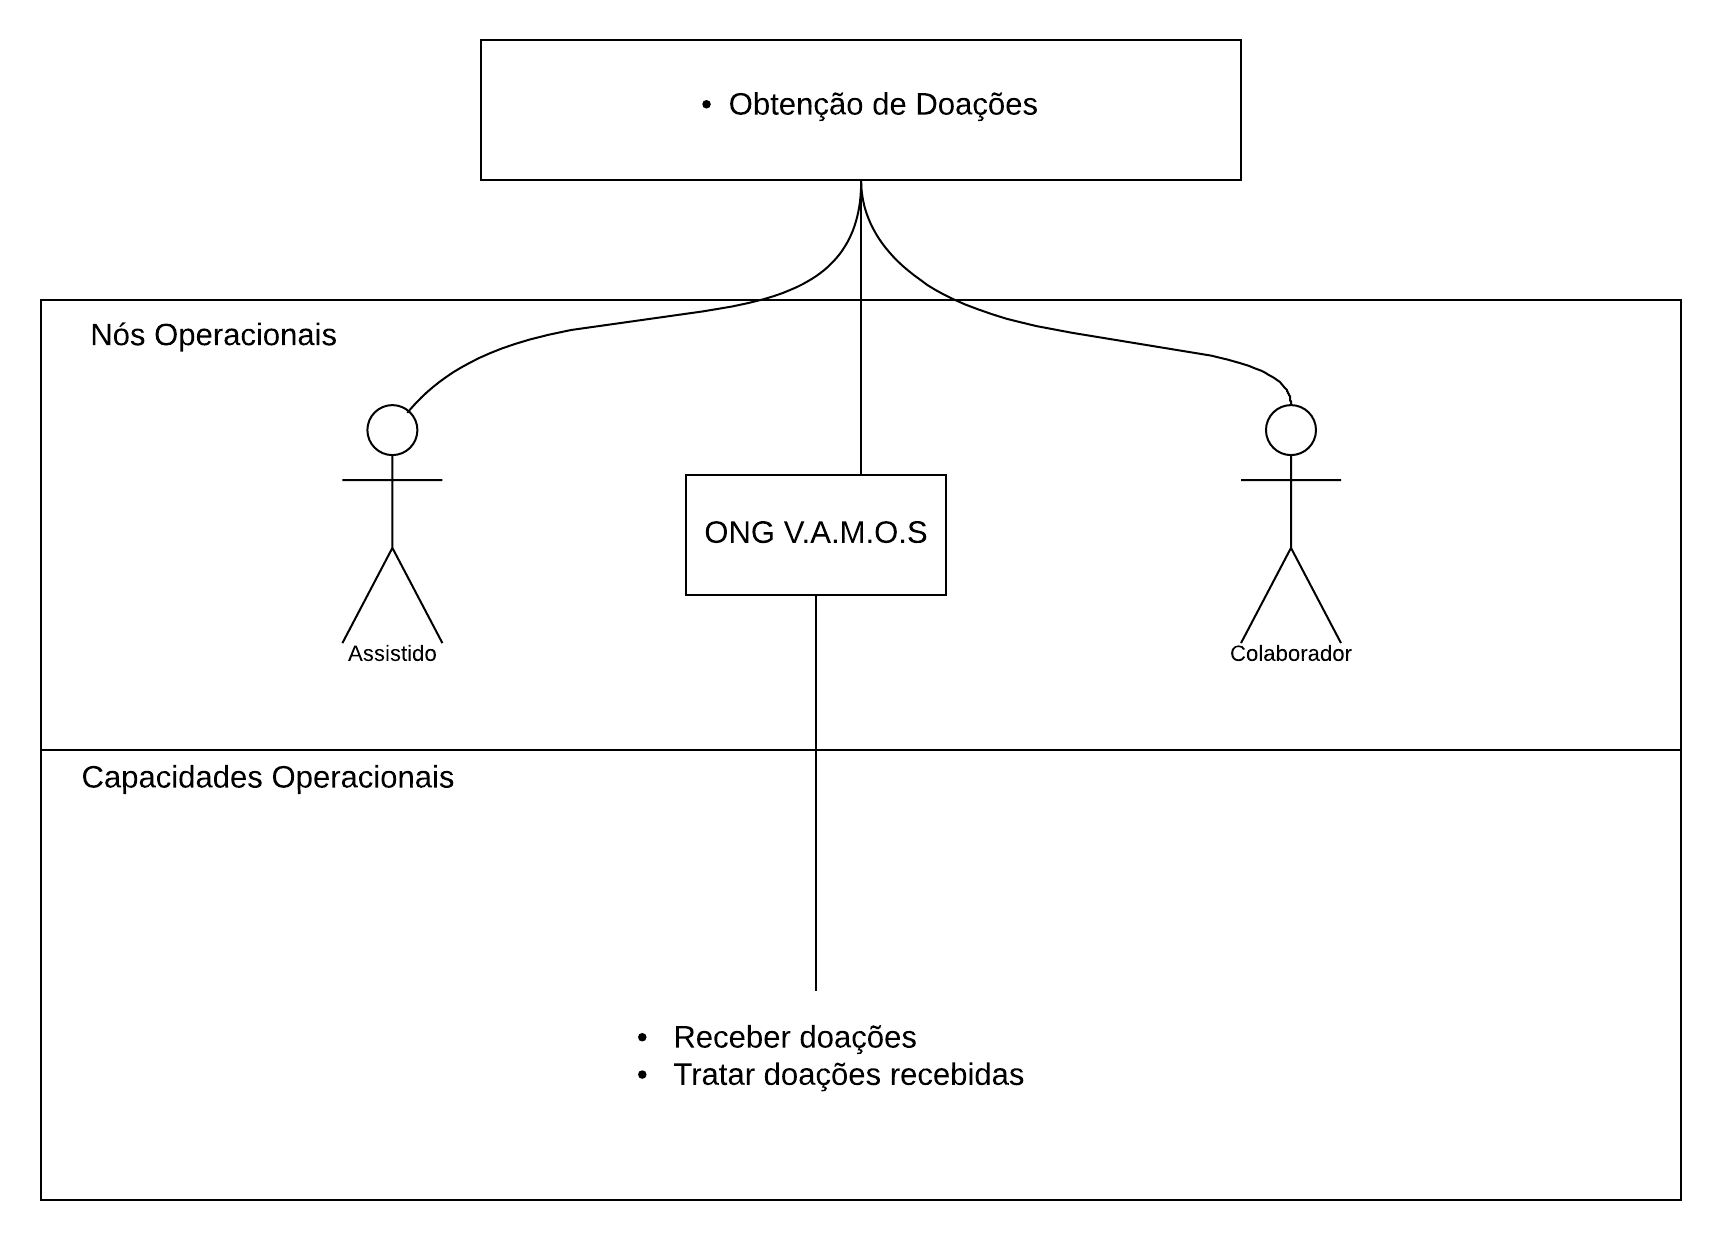 • Obtenção de Doações
Nós Operacionais
ONG V.A.M.O.S
Assistido
Colaborador
Capacidades Operacionais
• Receber doações
• Tratar doações recebidas